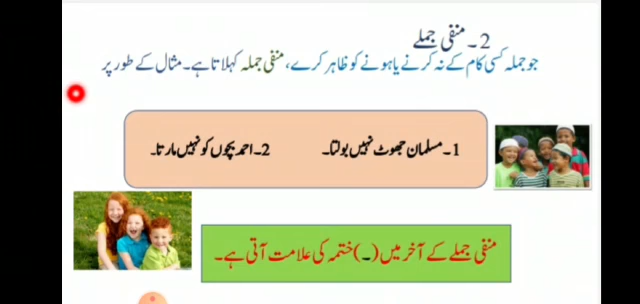 2۔ منفی جملے
جو جملہ کسی کام کے نہ کرنے یا ہونے کو ظاہر کرے، منفی جملہ کہلاتا ہے۔ مثال کے طور پر
1۔ مسلمان جھوٹ نہیں بولتا۔ 2۔ احمد بچوں کو نہیں مارتا۔
منفی جملے کے آخر میں (۔) ختمہ کی علامت آتی ہے۔